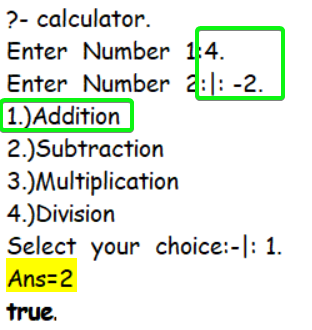 ?- calculator.
Enter Number 1:4.
Enter Number 2:|: -2.
1.)Addition
2.)Subtraction
3.)Multiplication
4.)Division
Select your choice:-|: 1.
Ans=2
true.